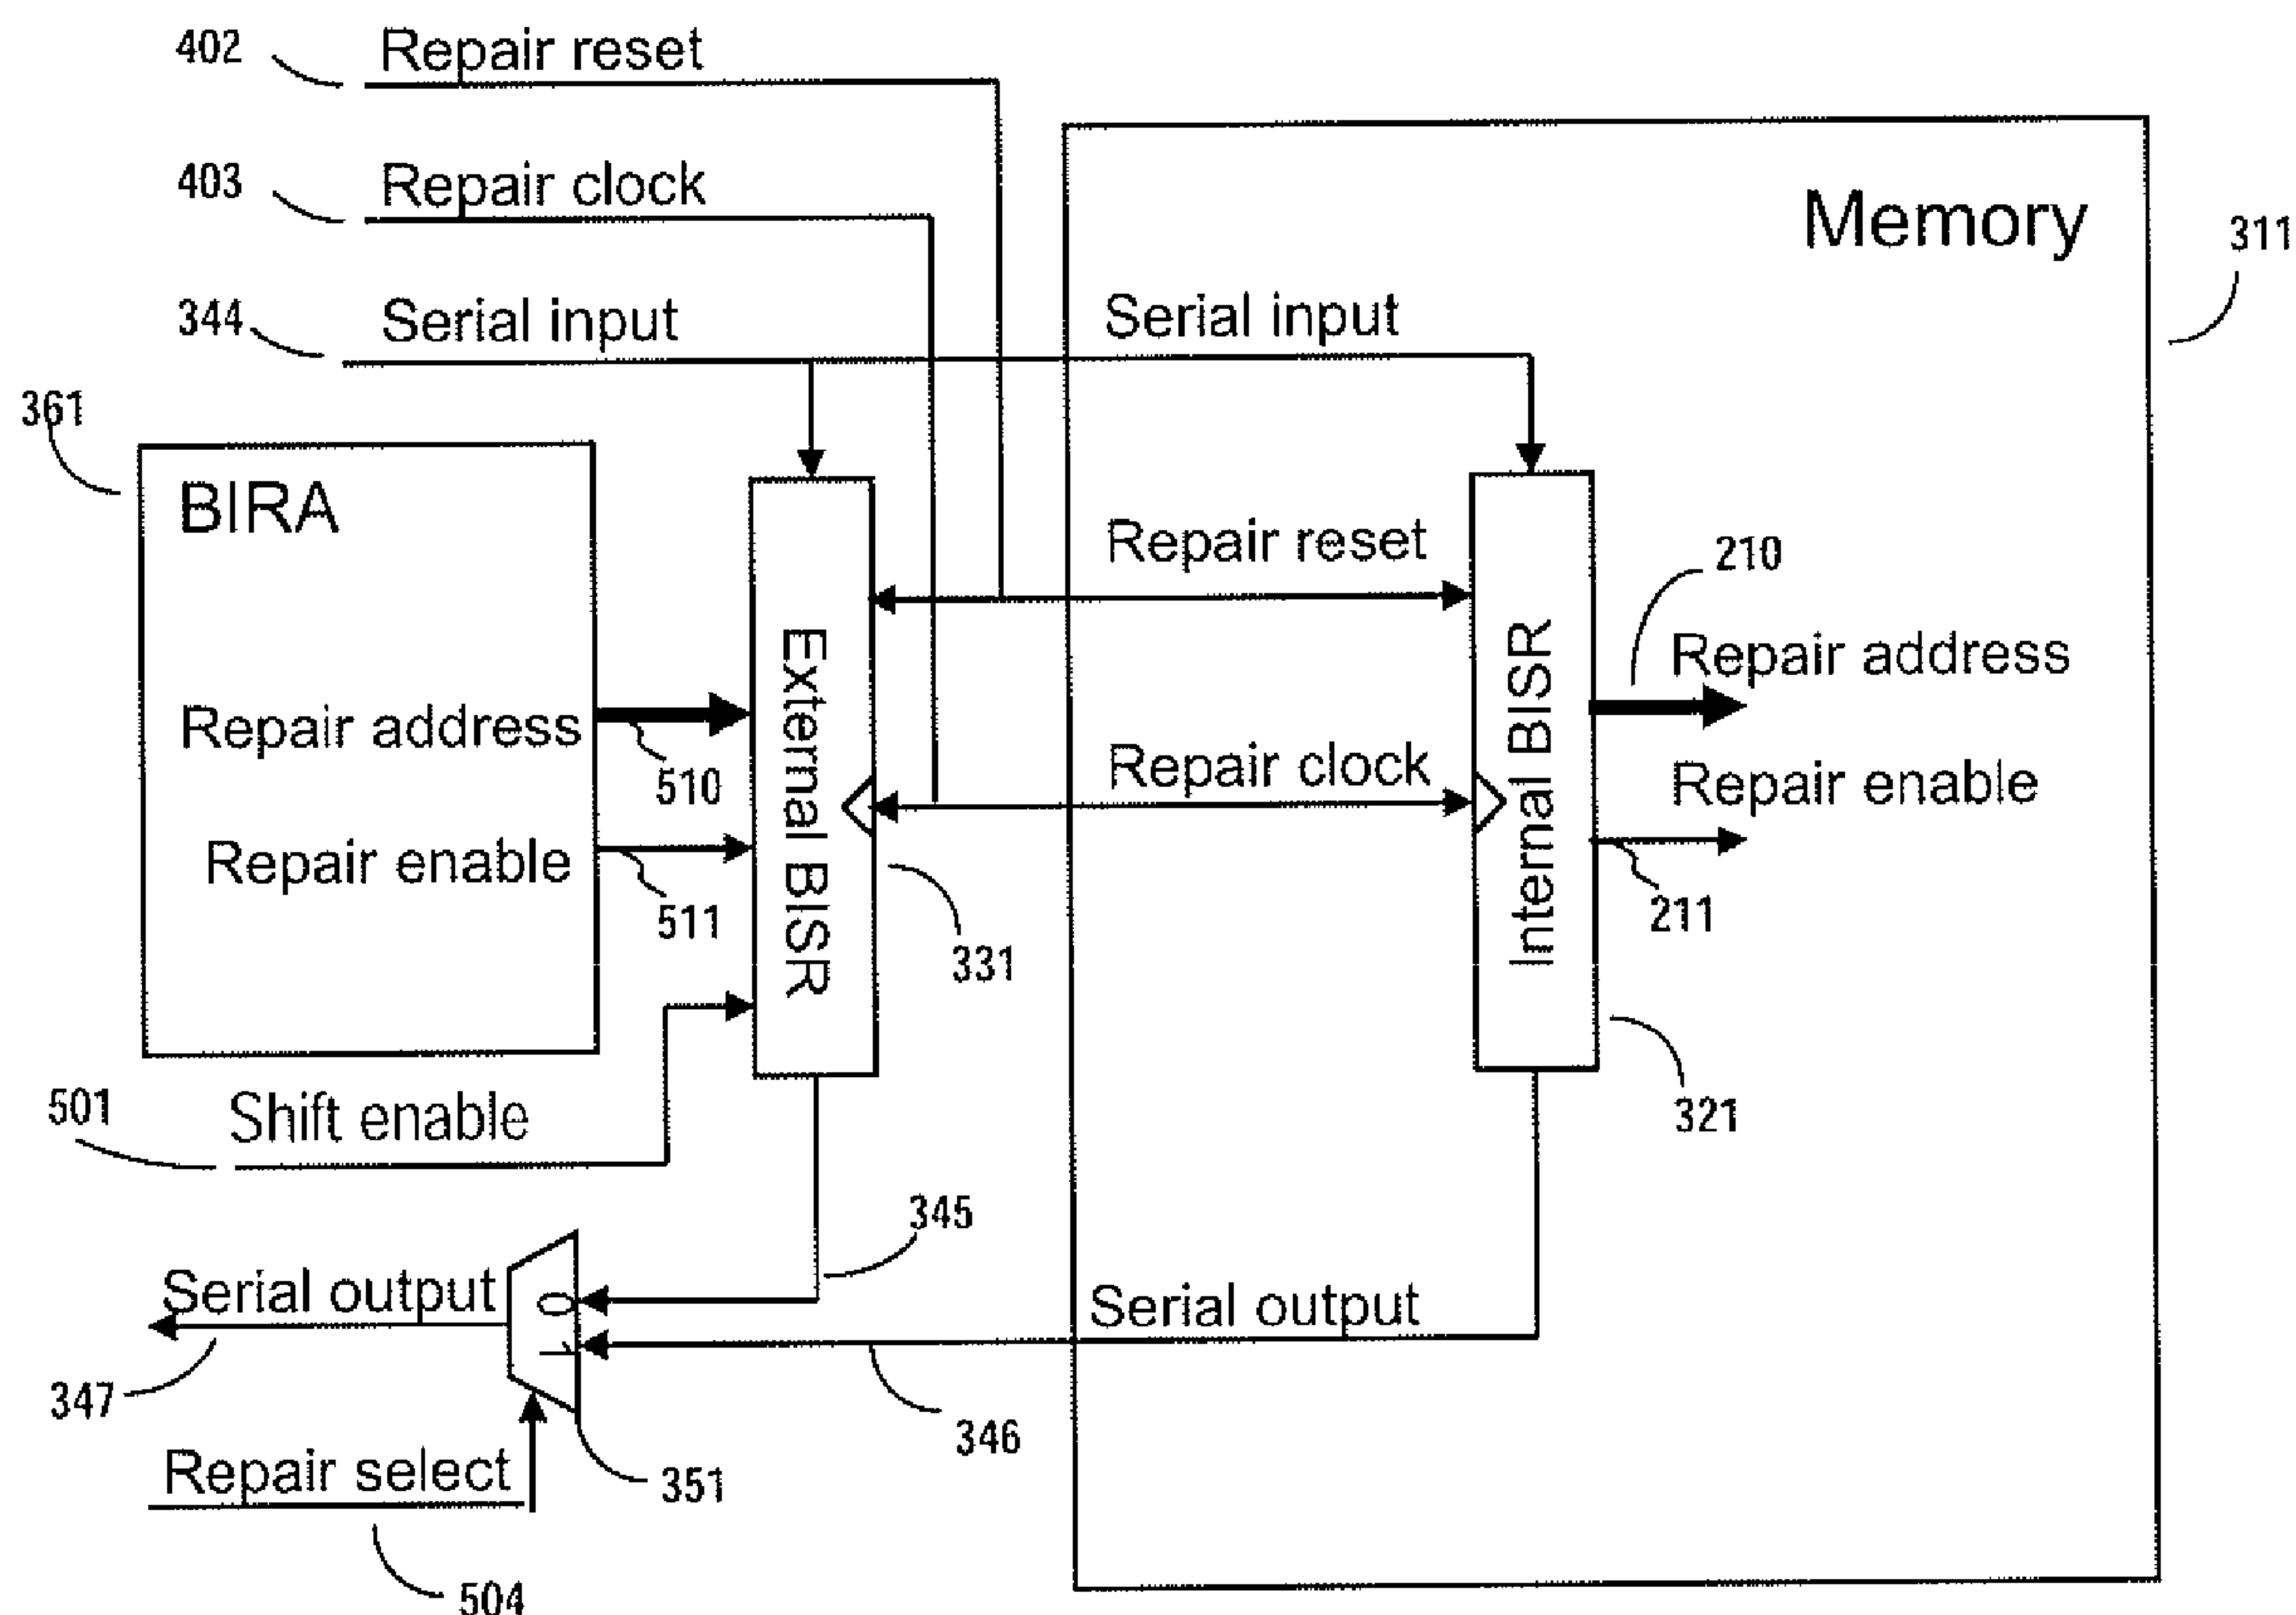 402 Repair reset
403 Repair clock
Memory
311
344 Serial input
Serial input
361
BIRA
Repair reset
210
Repair address
External BISR
Internal BISR
Repair address
510
Repair clock
Repair enable
Repair enable
511
331
211
501 Shift enable
321
345
Serial output
0
1
Serial output
347
346
Repair select
351
504